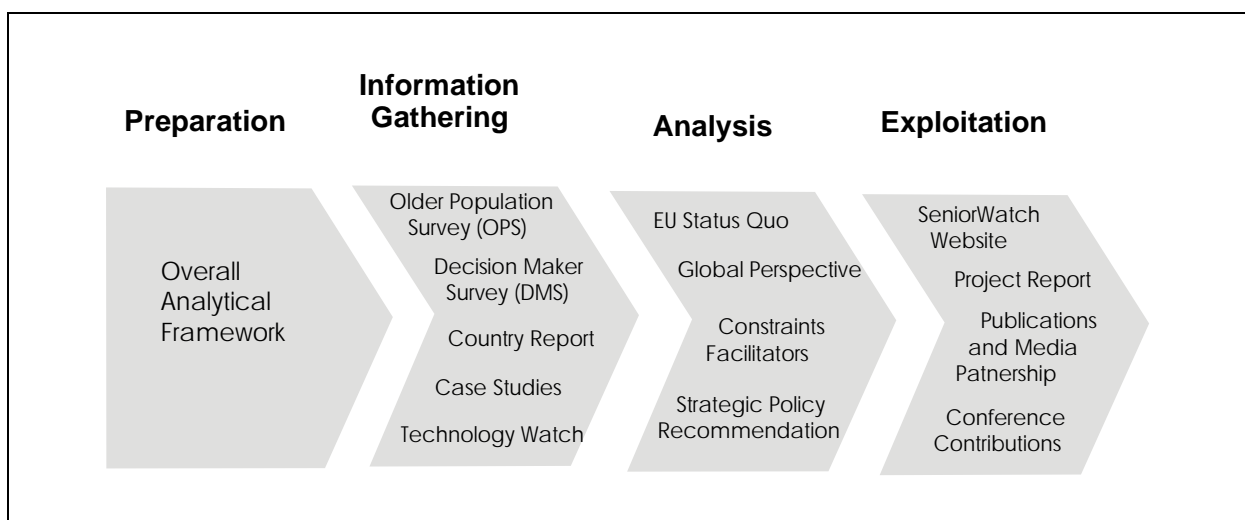 Preparation
Information
Gathering
Analysis
Exploitation
Overall
Analytical
Framework
Older Population
Survey (OPS)
Decision Maker
Survey (DMS)
Country Report
Case Studies
Technology Watch
EU Status Quo
Global Perspective
Constraints
Facilitators
Strategic Policy
Recommendation
SeniorWatch
Website
Project Report
Publications
and Media
Patnership
Conference
Contributions